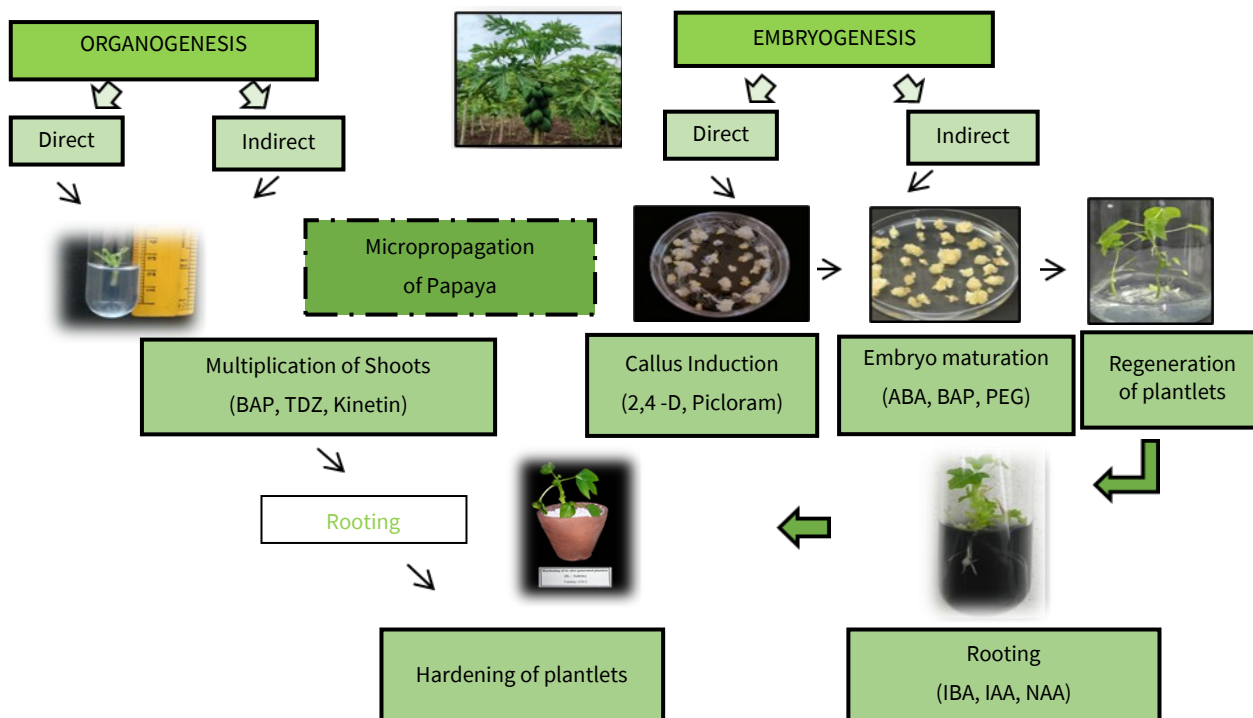 ORGANOGENESIS
EMBRYOGENESIS
Direct
Indirect
Direct
Indirect
Micropropagation
of Papaya
Multiplication of Shoots
(BAP, TDZ, Kinetin)
Callus Induction
(2,4 -D, Picloram)
Embryo maturation
(ABA, BAP, PEG)
Regeneration
of plantlets
Rooting
Hardening of plantlets
Rooting
(IBA, IAA, NAA)